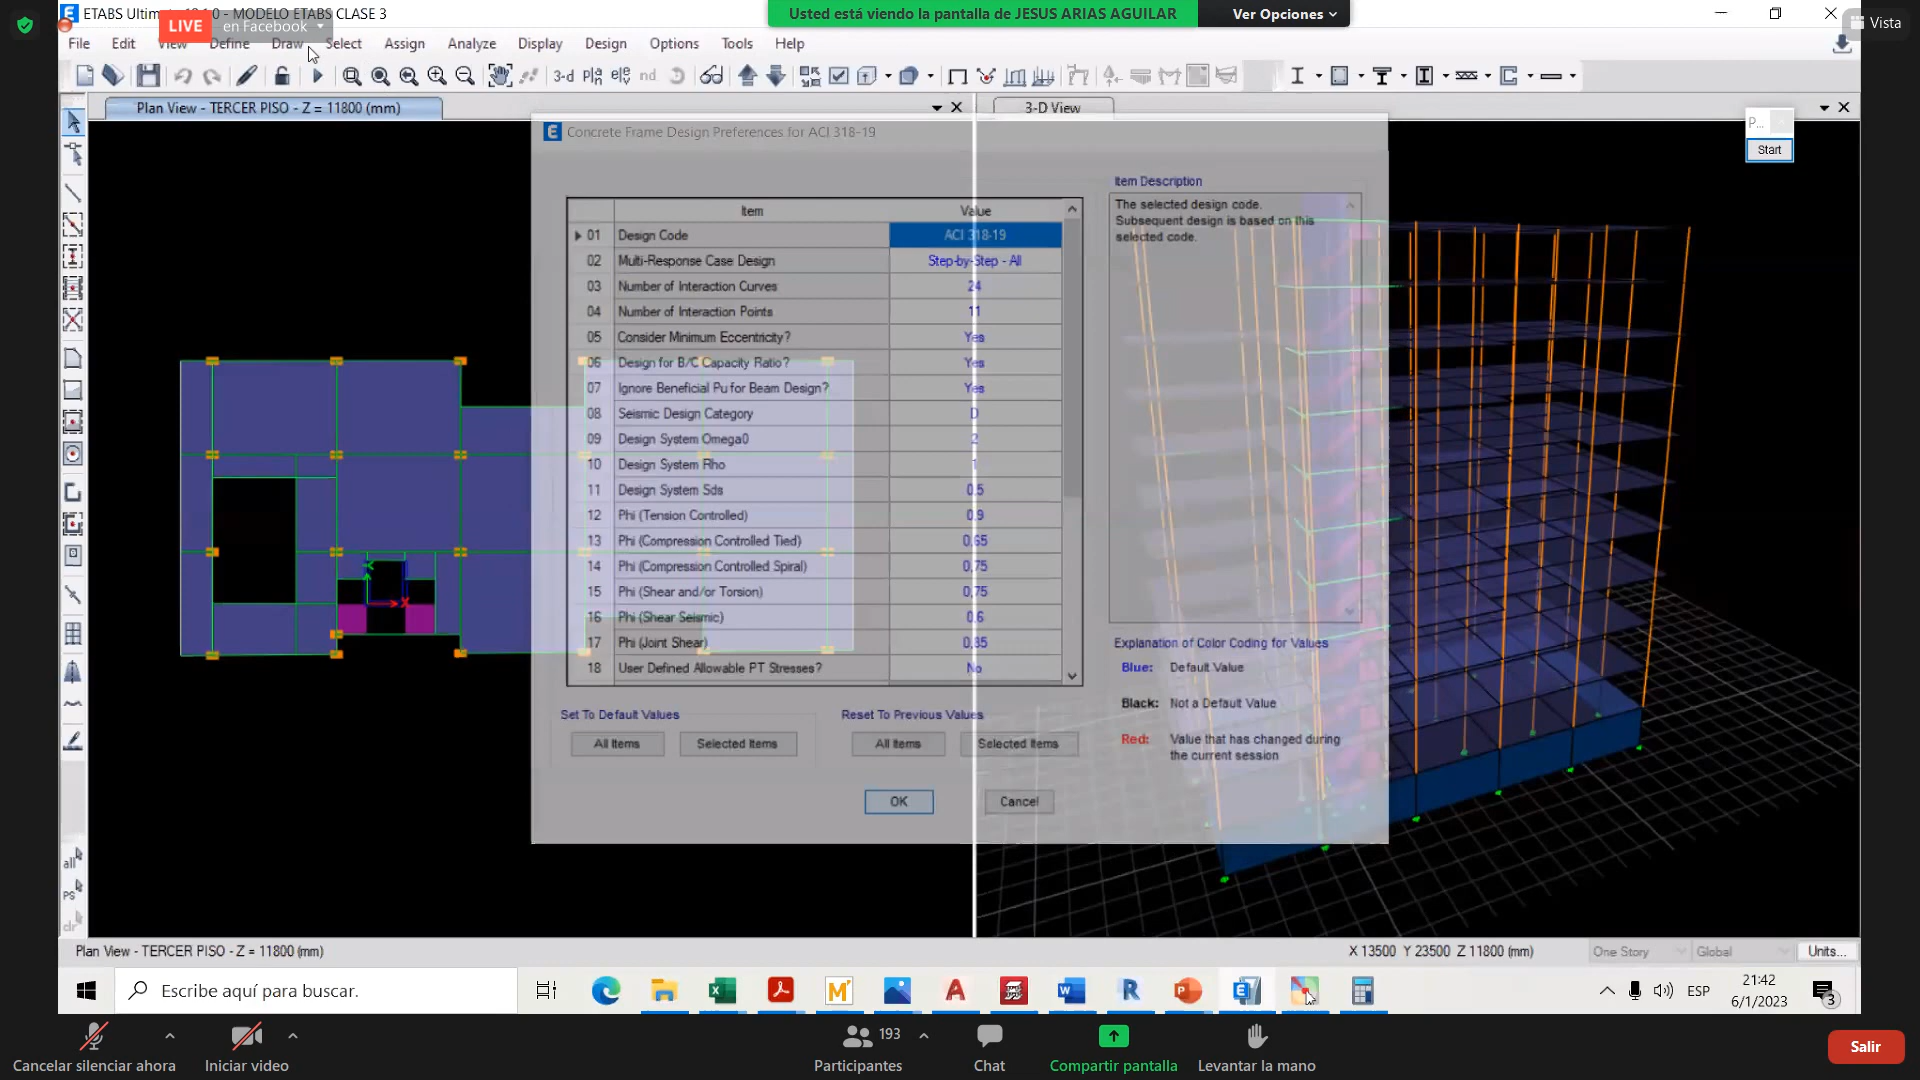 ETABS Ultim
0 - MODELO ETABS CLASE 3
LIVE
en Facebook
Usted está viendo la pantalla de JESUS ARIAS AGUILAR
Ver Opciones
Vista
File Edit View Define Draw Select Assign Analyze Display Design Options Tools Help
3-d
nd
Plan View - TERCER PISO - Z = 11800 (mm)
3-D View
P...
Start
Concrete Frame Design Preferences for ACI 318-19
Item Value
01 Design Code ACI 318-19
02 Multi-Response Case Design Step-by-Step - All
03 Number of Interaction Curves 24
04 Number of Interaction Points 11
05 Consider Minimum Eccentricity? Yes
06 Design for B/C Capacity Ratio? Yes
07 Ignore Beneficial Pu for Beam Design? Yes
08 Seismic Design Category D
09 Design System Omega0 2
10 Design System Rho 1
11 Design System Sds 0,5
12 Phi (Tension Controlled) 0,9
13 Phi (Compression Controlled Tied) 0,65
14 Phi (Compression Controlled Spiral) 0,75
15 Phi (Shear and/or Torsion) 0,75
16 Phi (Shear Seismic) 0,6
17 Phi (Joint Shear) 0,85
18 User Defined Allowable PT Stresses? No
Item Description
The selected design code.
Subsequent design is based on this
selected code.
Explanation of Color Coding for Values
Blue: Default Value
Black: Not a Default Value
Red: Value that has changed during
the current session
Set To Default Values
All Items Selected Items
Reset To Previous Values
All Items Selected Items
OK Cancel
X
all
PS
Plan View - TERCER PISO - Z = 11800 (mm)
X 13500 Y 23500 Z 11800 (mm)
One Story
Global
Units...
Escribe aquí para buscar.
ESP
21:42
6/1/2023
3
Cancelar silenciar ahora
Iniciar video
193
Participantes
Chat
Compartir pantalla
Levantar la mano
Salir